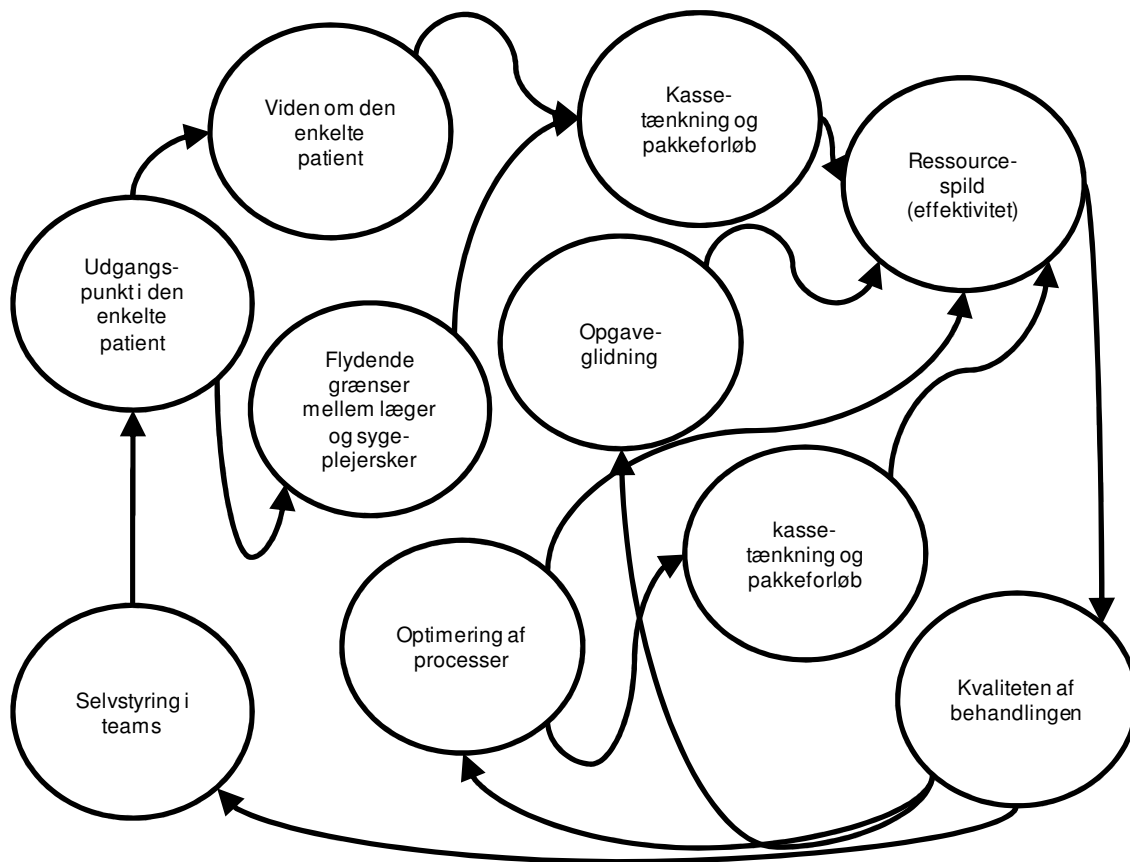 Viden om den
enkelte
patient
Kasse-
tænkning og
pakkeforløb
Ressource-
spild
(effektivitet)
Udgangs-
punkt i den
enkelte
patient
Opgave-
glidning
Flydende
grænser
mellem læger
og syge-
plejersker
kasse-
tænkning og
pakkeforløb
Optimering af
processer
Selvstyring i
teams
Kvaliteten af
behandlingen